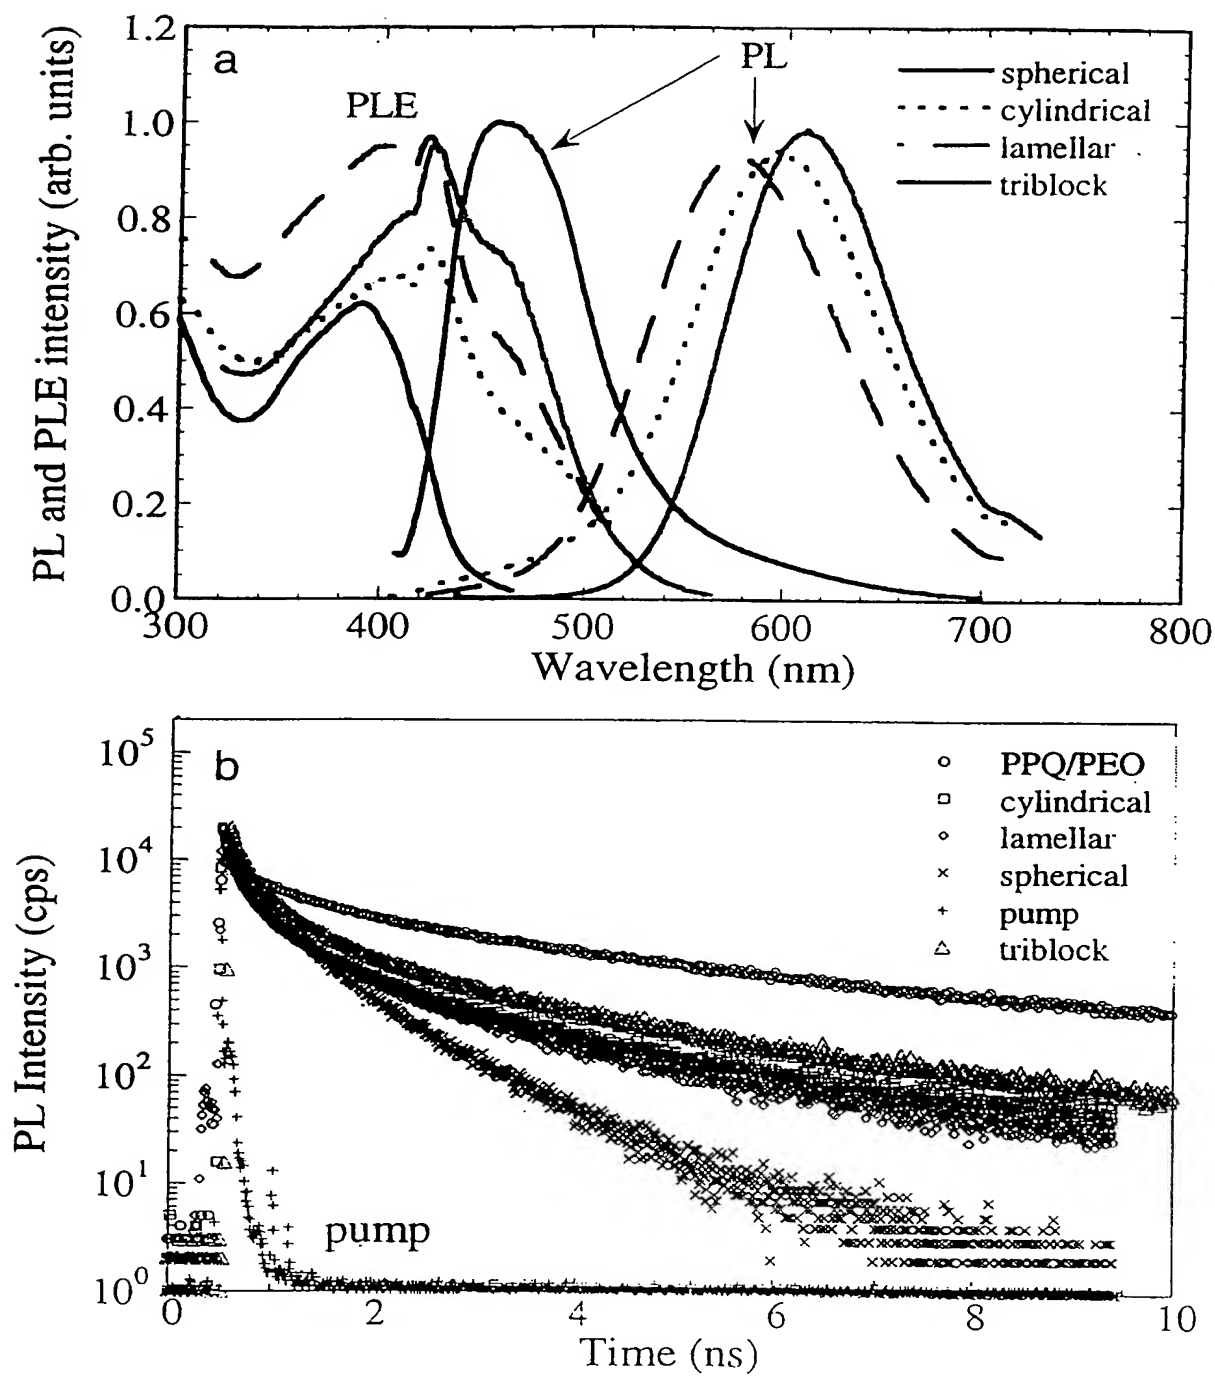 a
PLE
PL
spherical
cylindrical
lamellar
triblock
PL and PLE intensity (arb. units)
1.2
1.0
0.8
0.6
0.4
0.2
0.0
300 400 500 600 700 800
Wavelength (nm)
b
PPQ/PEO
cylindrical
lamellar
spherical
pump
triblock
pump
PL Intensity (cps)
10^5
10^4
10^3
10^2
10^1
10^0
0 2 4 6 8 10
Time (ns)